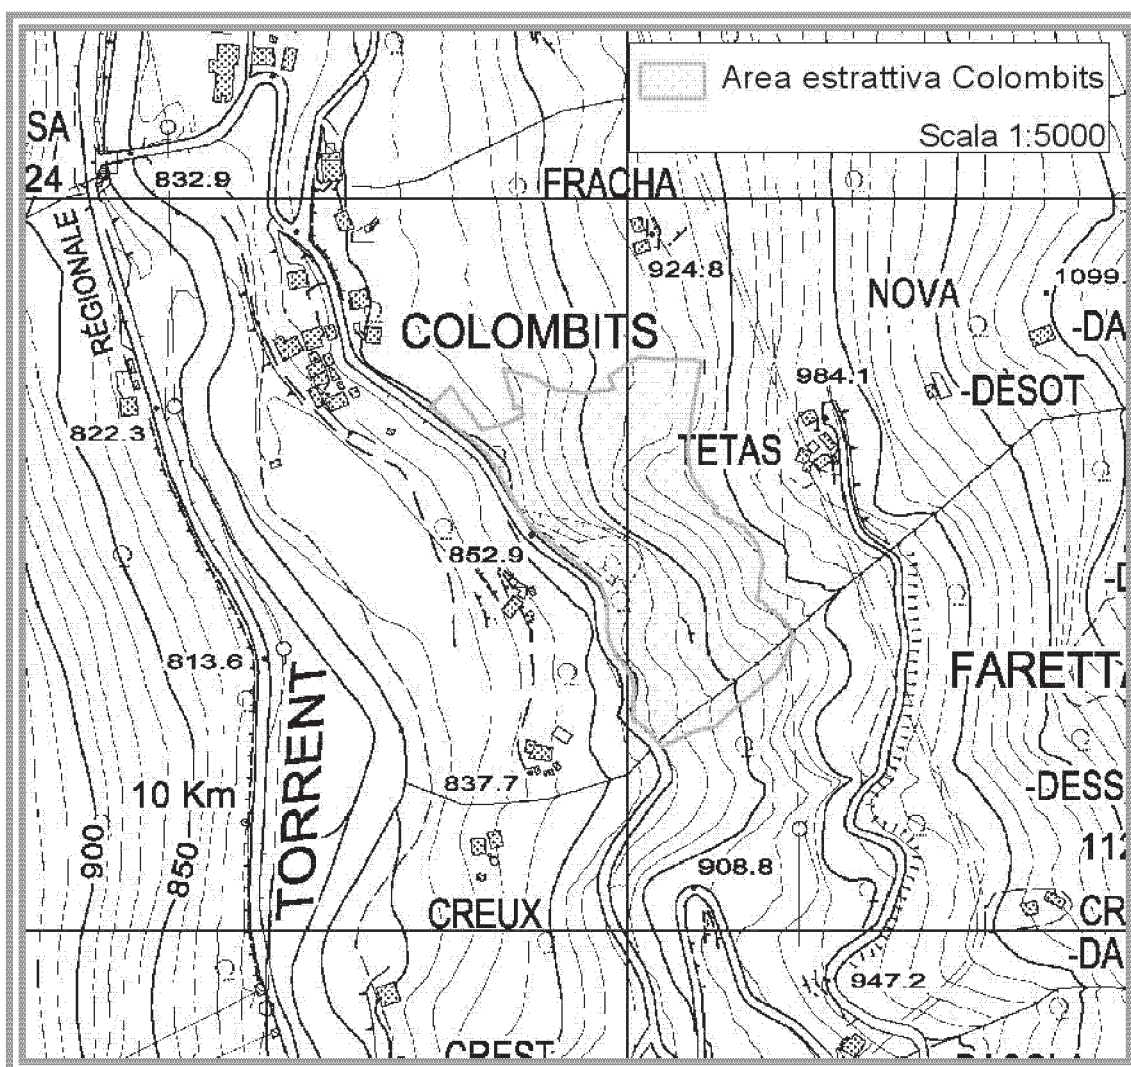 Area estrattiva Colombits
Scala 1:5000
SA
24
832.9
FRACHA
RÉGIONALE
924.8
NOVA
1099.
COLOMBITS
-DA
984.1
-DÈSOT
822.3
TETAS
852.9
813.6
FARETTA
TORRENT
10 Km
837.7
-DESS
900
850
908.8
112
CREUX
CR
-DA
947.2
CREST